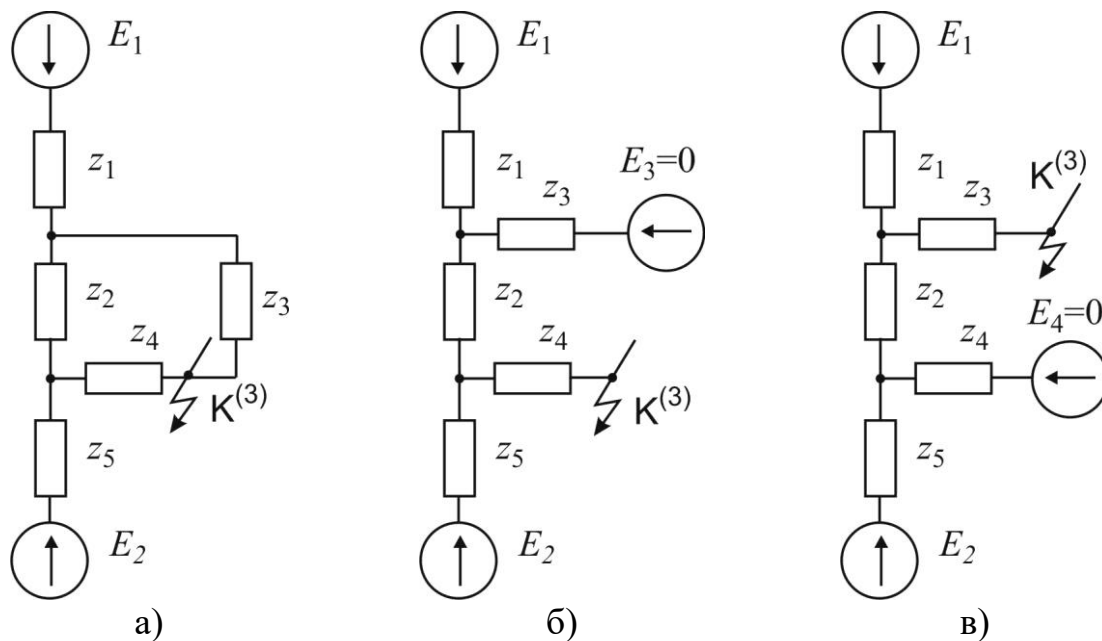 E₁
z₁
z₂
z₃
z₄
K⁽³⁾
z₅
E₂
а)
E₁
z₁
E₃=0
z₃
z₂
z₄
K⁽³⁾
z₅
E₂
б)
E₁
z₁
K⁽³⁾
z₃
z₂
E₄=0
z₄
z₅
E₂
в)